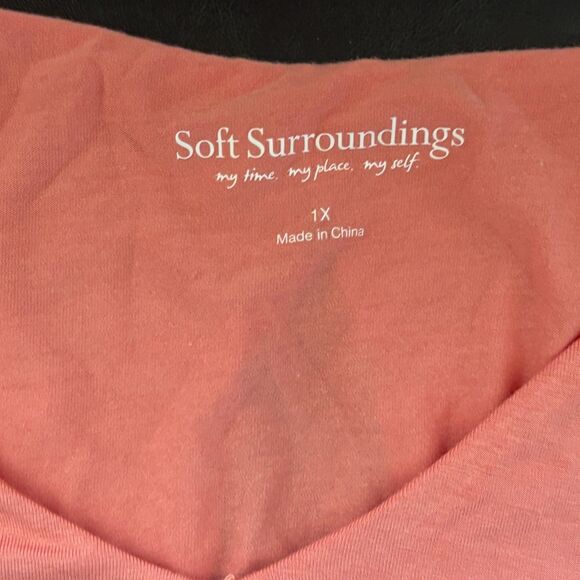 Soft Surroundings
my time. my place. my self.
1X
Made in China